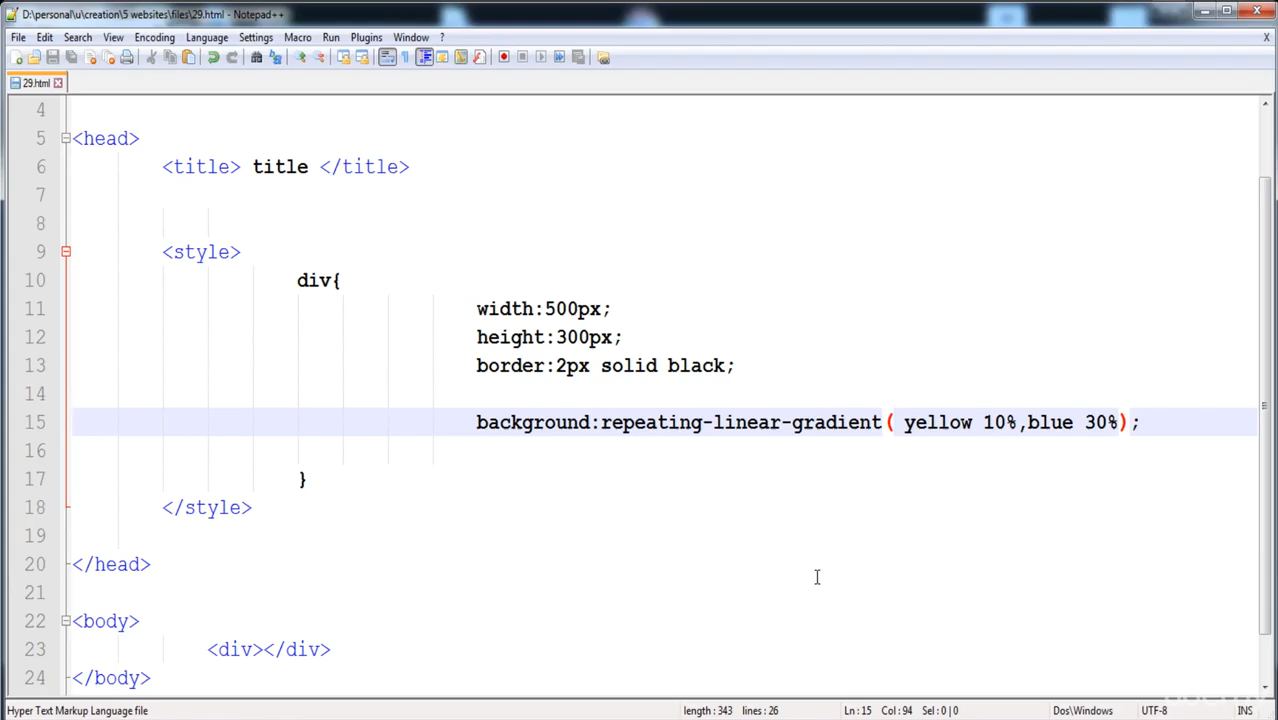 D:\personal\u\creation\5 websites\files\29.html - Notepad++
File Edit Search View Encoding Language Settings Macro Run Plugins Window ? X
29.html
4
5 <head>
6 <title> title </title>
7
8
9 <style>
10 div{
11 width:500px;
12 height:300px;
13 border:2px solid black;
14
15 background:repeating-linear-gradient( yellow 10%,blue 30%);
16
17 }
18 </style>
19
20 </head>
21
22 <body>
23 <div></div>
24 </body>
Hyper Text Markup Language file length:343 lines:26 Ln:15 Col:94 Sel:0|0 Dos\Windows UTF-8 INS